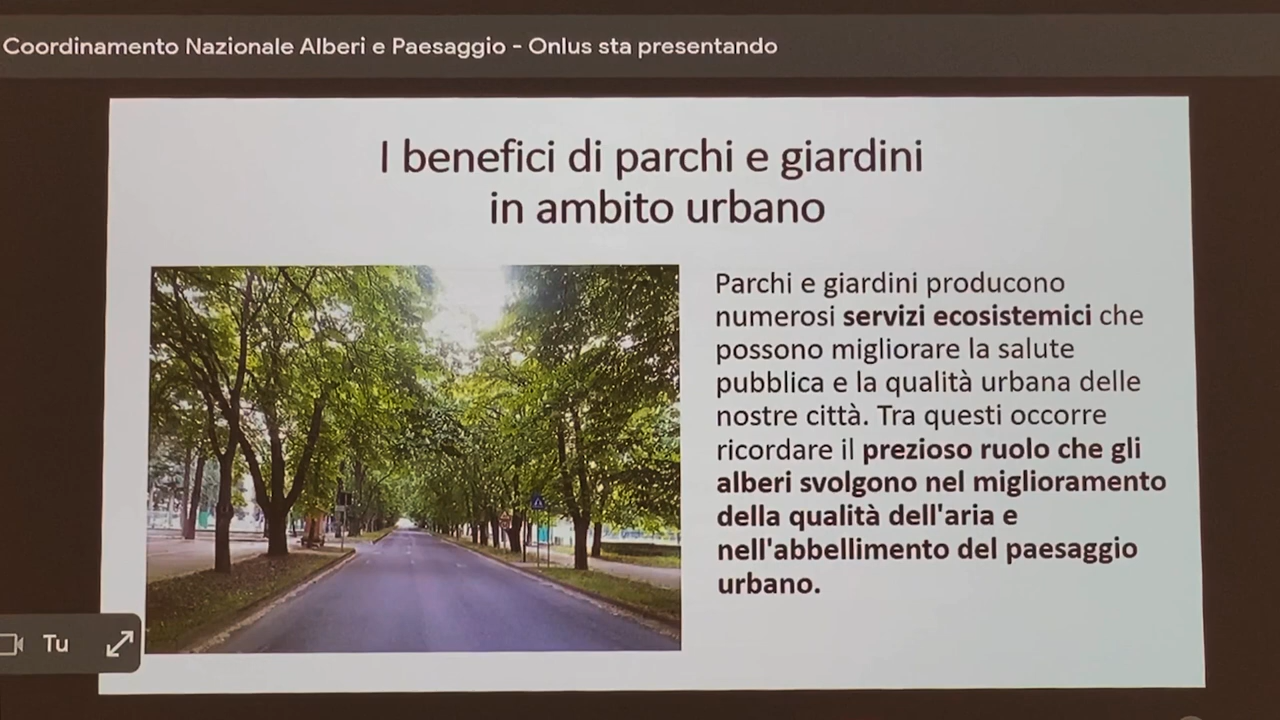 Coordinamento Nazionale Alberi e Paesaggio - Onlus sta presentando
I benefici di parchi e giardini
in ambito urbano
Parchi e giardini producono
numerosi servizi ecosistemici che
possono migliorare la salute
pubblica e la qualità urbana delle
nostre città. Tra questi occorre
ricordare il prezioso ruolo che gli
alberi svolgono nel miglioramento
della qualità dell'aria e
nell'abbellimento del paesaggio
urbano.
Tu